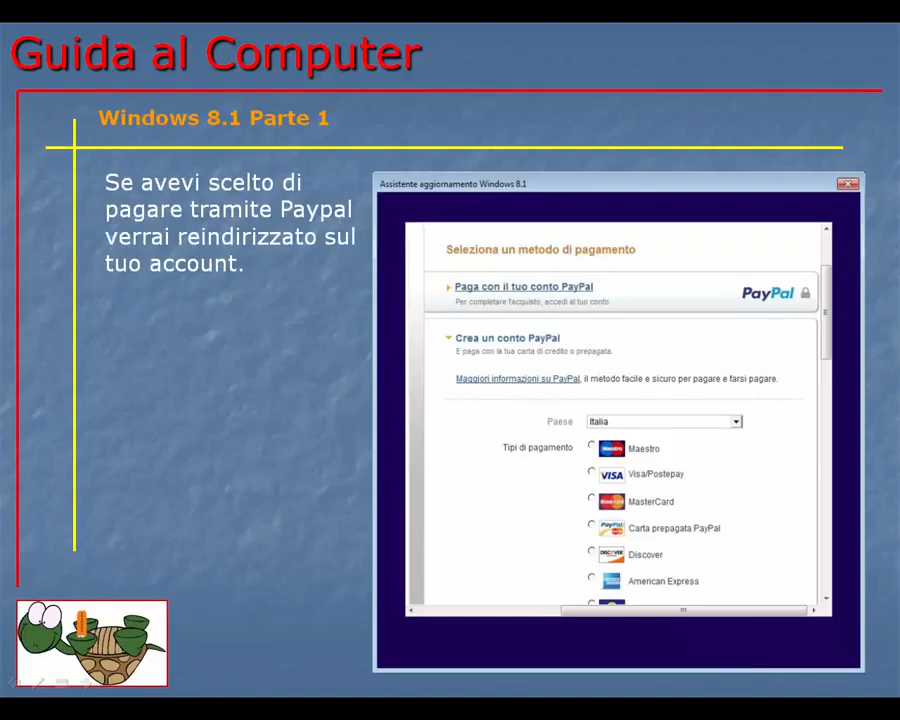 Guida al Computer
Windows 8.1 Parte 1
Se avevi scelto di
pagare tramite Paypal
verrai reindirizzato sul
tuo account.
Assistente aggiornamento Windows 8.1
Seleziona un metodo di pagamento
Paga con il tuo conto PayPal
Per completare l'acquisto, accedi al tuo conto.
PayPal
Crea un conto PayPal
E paga con la tua carta di credito o prepagata.
Maggiori informazioni su PayPal, il metodo facile e sicuro per pagare e farsi pagare.
Paese Italia
Tipi di pagamento
Maestro Maestro
VISA Visa/Postepay
MasterCard MasterCard
PayPal Carta prepagata PayPal
DISCOVER Discover
American Express